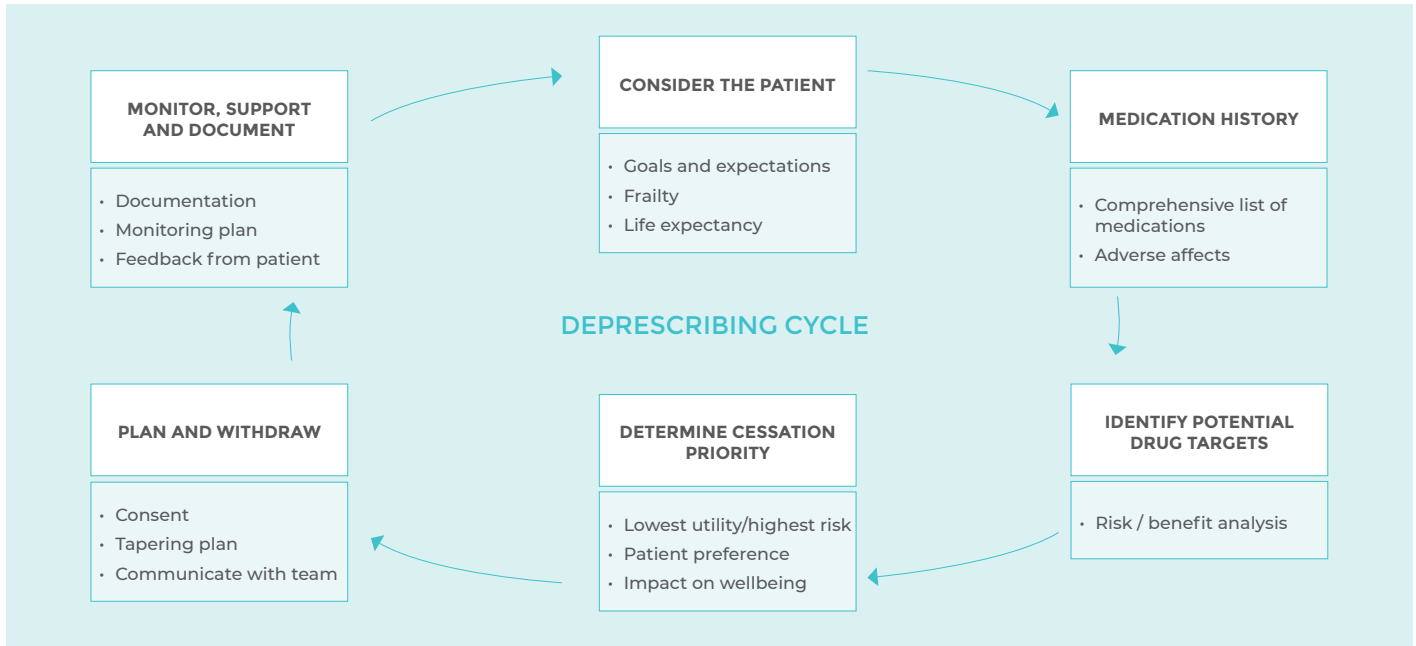 CONSIDER THE PATIENT
• Goals and expectations
• Frailty
• Life expectancy
MEDICATION HISTORY
• Comprehensive list of
medications
• Adverse affects
IDENTIFY POTENTIAL
DRUG TARGETS
• Risk / benefit analysis
DETERMINE CESSATION
PRIORITY
• Lowest utility/highest risk
• Patient preference
• Impact on wellbeing
PLAN AND WITHDRAW
• Consent
• Tapering plan
• Communicate with team
MONITOR, SUPPORT
AND DOCUMENT
• Documentation
• Monitoring plan
• Feedback from patient
DEPRESCRIBING CYCLE